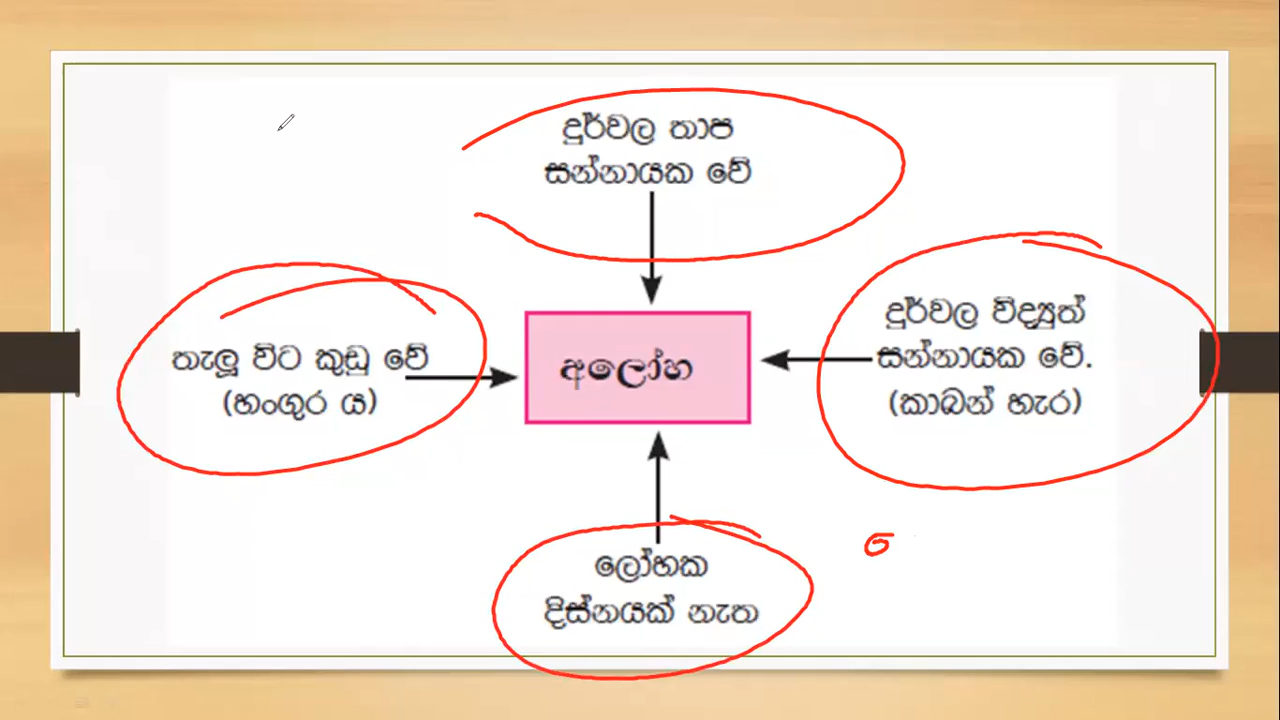 දුර්වල තාප
සන්නායක වේ
දුර්වල විද්‍යුත්
සන්නායක වේ.
(කාබන් හැර)
තැලූ විට කුඩු වේ
(හංගුර ය)
අලෝහ
ලෝහක
දිස්නයක් නැත